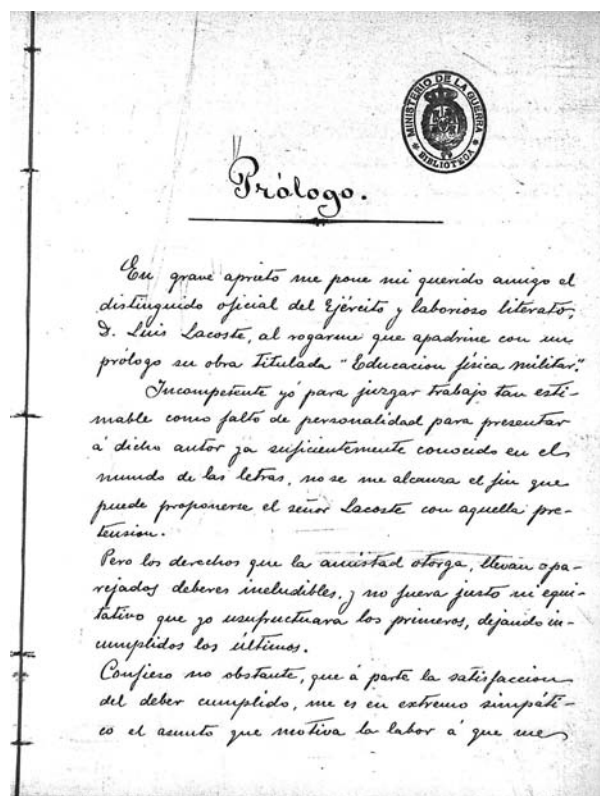 MINISTERIO DE LA GUERRA
* BIBLIOTECA *
Prólogo.
En grave aprieto me pone mi querido amigo el
distinguido oficial del Ejército y laborioso literato,
D. Luis Lacoste, al rogarme que apadrine con un
prólogo su obra titulada "Educacion física militar."
Incompetente yó para juzgar trabajo tan esti-
mable como falto de personalidad para presentar
á dicho autor ya suficientemente conocido en el
mundo de las letras, no se me alcanza el fin que
puede proponerse el señor Lacoste con aquella pre-
tension.
Pero los derechos que la amistad otorga, llevan apa-
rejados deberes ineludibles, y no fuera justo ni equi-
tativo que yo usufructuara los primeros, dejando in-
cumplidos los últimos.
Confieso no obstante, que á parte la satisfaccion
del deber cumplido, me es en extremo simpáti-
co el asunto que motiva la labor á que me